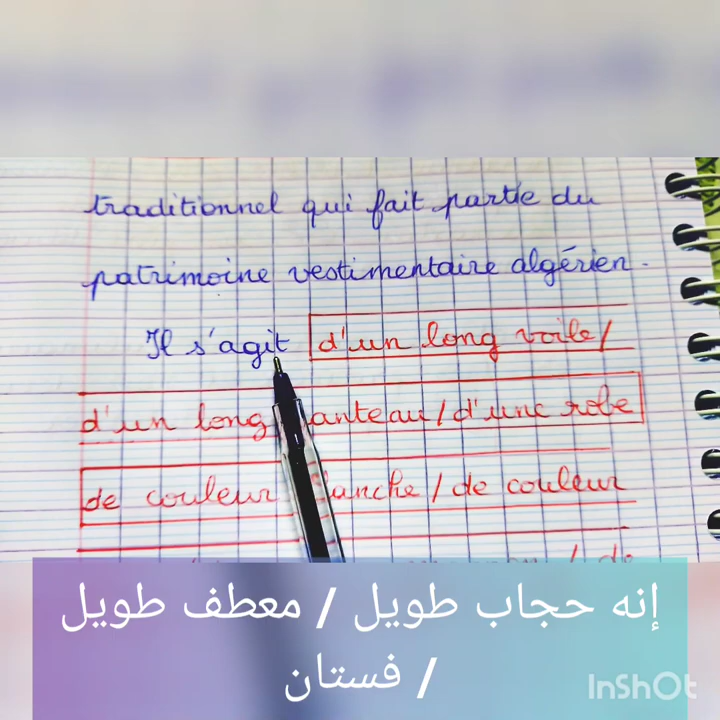 traditionnel qui fait partie du
patrimoine vestimentaire algérien.
Il s'agit d'un long voile /
d'un long manteau / d'une robe
de couleur blanche / de couleur
/ de
إنه حجاب طويل / معطف طويل
/ فستان
InShOt